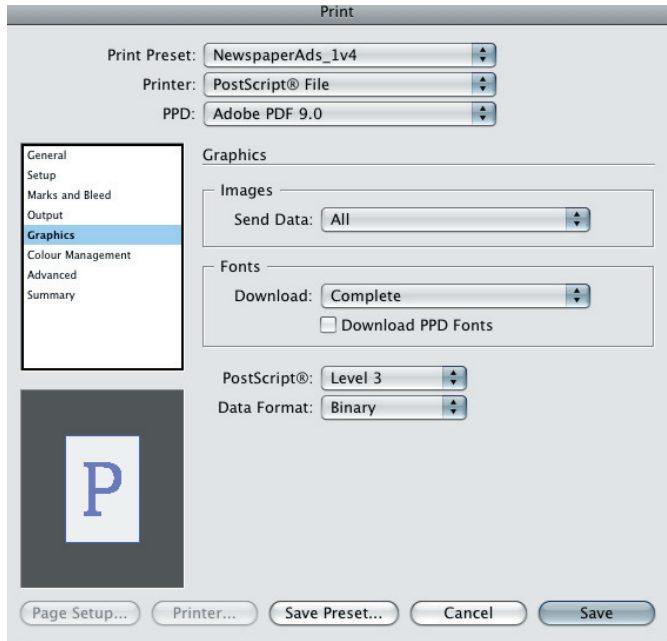 Print
Print Preset: NewspaperAds_1v4
Printer: PostScript® File
PPD: Adobe PDF 9.0
General
Setup
Marks and Bleed
Output
Graphics
Colour Management
Advanced
Summary
Graphics
Images
Send Data: All
Fonts
Download: Complete
Download PPD Fonts
PostScript®: Level 3
Data Format: Binary
P
Page Setup... Printer... Save Preset... Cancel Save